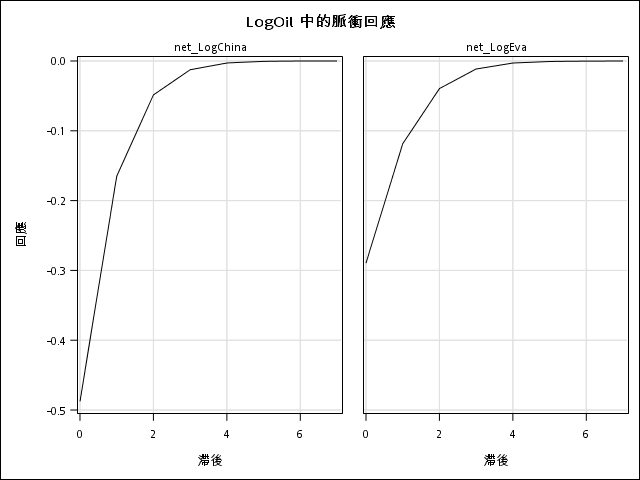 LogOil 中的脈衝回應
net_LogChina
net_LogEva
回應
0.0
-0.1
-0.2
-0.3
-0.4
-0.5
0 2 4 6
0 2 4 6
滯後
滯後